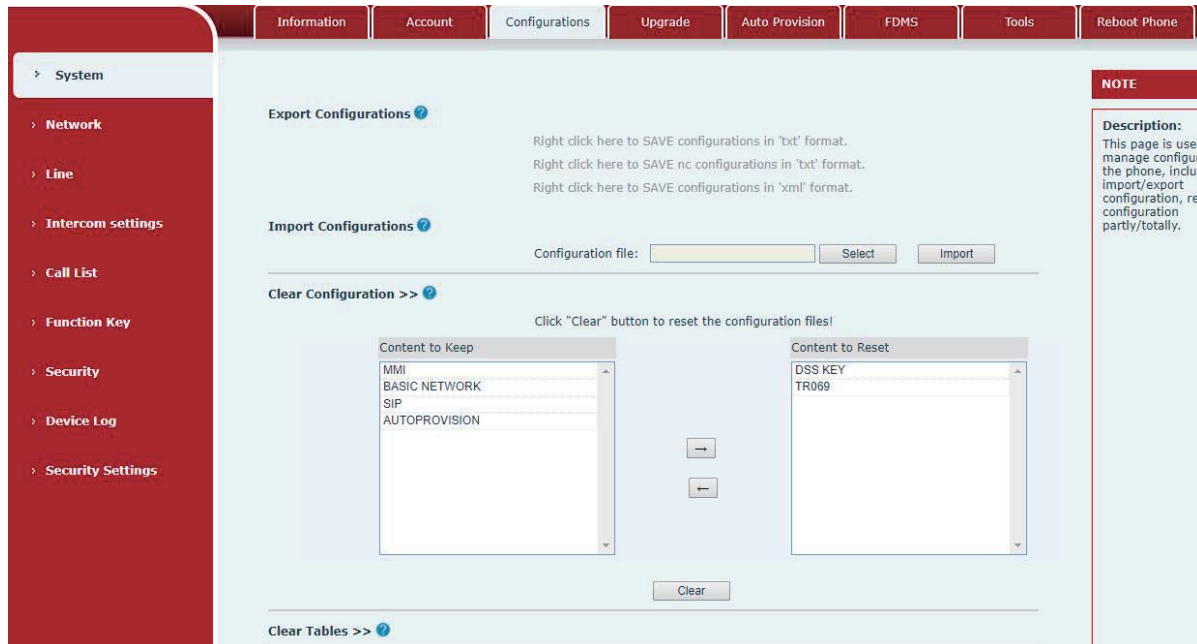 Information Account Configurations Upgrade Auto Provision FDMS Tools Reboot Phone
› System
› Network
› Line
› Intercom settings
› Call List
› Function Key
› Security
› Device Log
› Security Settings
Export Configurations ?
Right click here to SAVE configurations in 'txt' format.
Right click here to SAVE nc configurations in 'txt' format.
Right click here to SAVE configurations in 'xml' format.
Import Configurations ?
Configuration file: Select Import
Clear Configuration >> ?
Click "Clear" button to reset the configuration files!
Content to Keep
MMI
BASIC NETWORK
SIP
AUTOPROVISION
→
←
Content to Reset
DSS KEY
TR069
Clear
Clear Tables >> ?
NOTE
Description:
This page is use
manage configu
the phone, inclu
import/export
configuration, re
configuration
partly/totally.